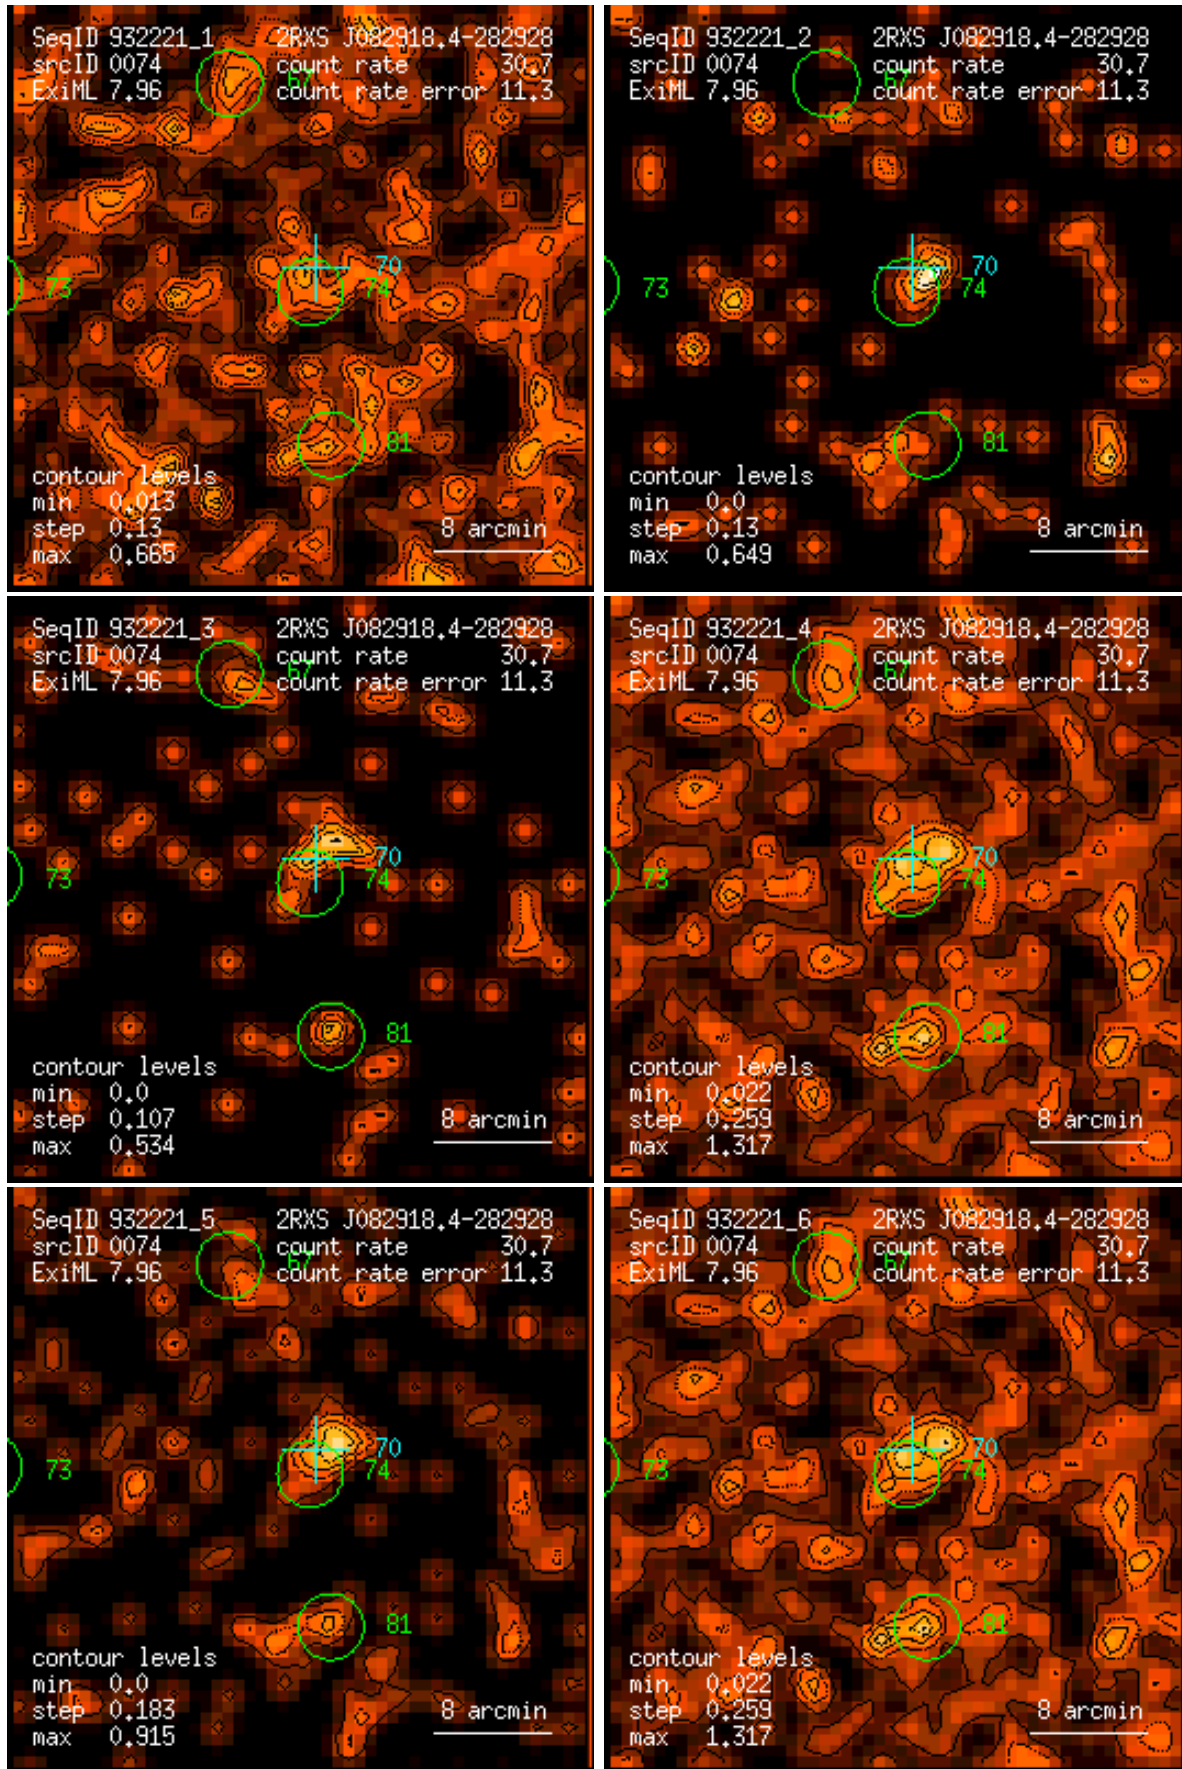 SeqID 932221_1 2RXS J082918.4-282928
srcID 0074 count rate 30.7
ExiML 7.96 count rate error 11.3
67
70
73 74
81
contour levels
min 0.013
step 0.13 8 arcmin
max 0.665
SeqID 932221_2 2RXS J082918.4-282928
srcID 0074 count rate 30.7
ExiML 7.96 count rate error 11.3
67
70
73 74
81
contour levels
min 0.0
step 0.13 8 arcmin
max 0.649
SeqID 932221_3 2RXS J082918.4-282928
srcID 0074 count rate 30.7
ExiML 7.96 count rate error 11.3
67
70
73 74
81
contour levels
min 0.0
step 0.107 8 arcmin
max 0.534
SeqID 932221_4 2RXS J082918.4-282928
srcID 0074 count rate 30.7
ExiML 7.96 count rate error 11.3
67
70
73 74
81
contour levels
min 0.022
step 0.259 8 arcmin
max 1.317
SeqID 932221_5 2RXS J082918.4-282928
srcID 0074 count rate 30.7
ExiML 7.96 count rate error 11.3
67
70
73 74
81
contour levels
min 0.0
step 0.183 8 arcmin
max 0.915
SeqID 932221_6 2RXS J082918.4-282928
srcID 0074 count rate 30.7
ExiML 7.96 count rate error 11.3
67
70
73 74
81
contour levels
min 0.022
step 0.259 8 arcmin
max 1.317